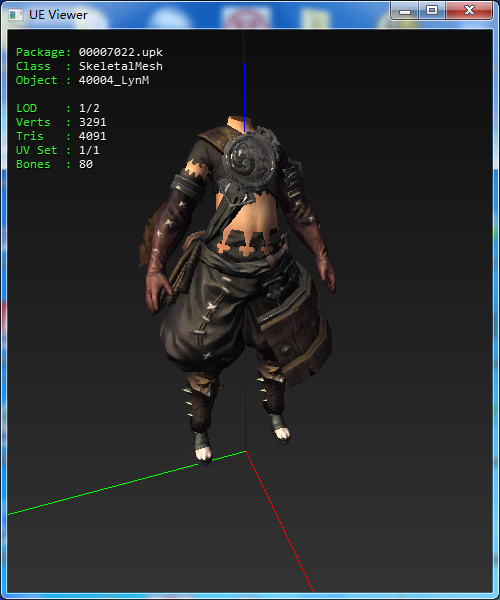 UE Viewer
Package: 00007022.upk
Class : SkeletalMesh
Object : 40004_LynM
LOD : 1/2
Verts : 3291
Tris : 4091
UV Set : 1/1
Bones : 80